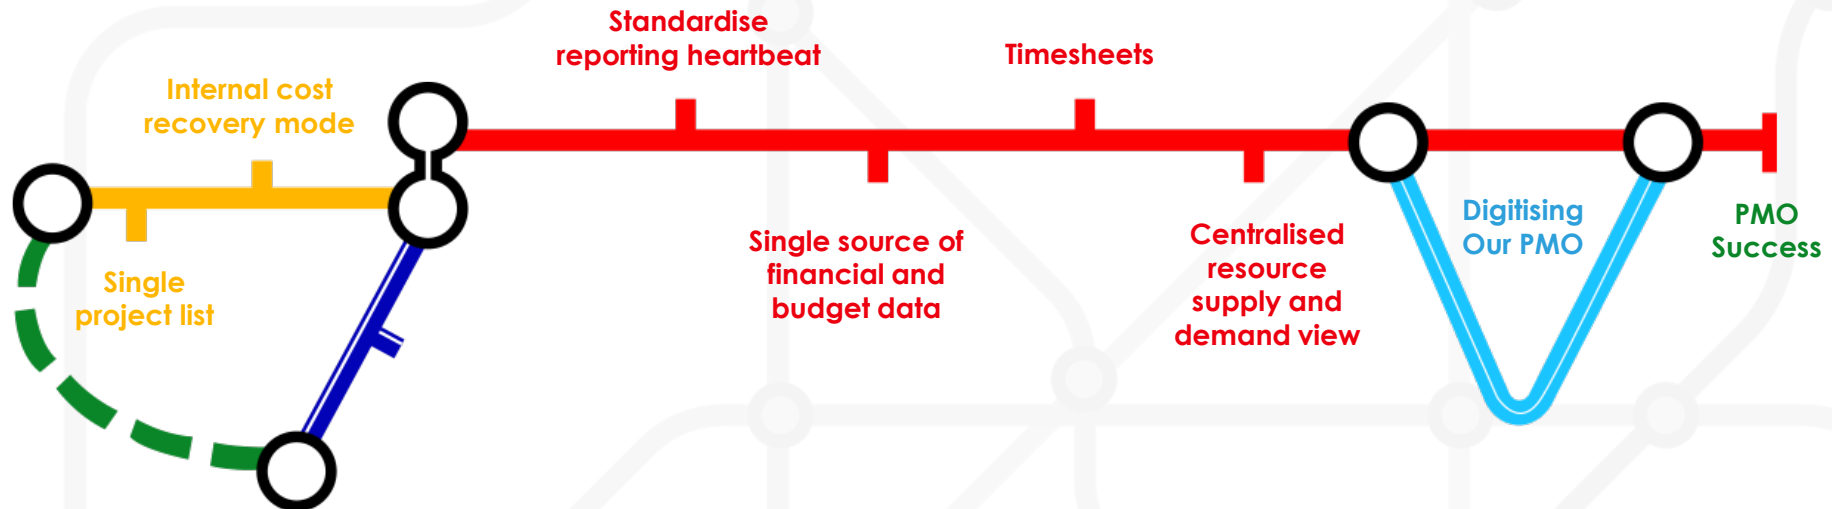 Standardise
reporting heartbeat
Timesheets
Internal cost
recovery mode
Single
project list
Single source of
financial and
budget data
Centralised
resource
supply and
demand view
Digitising
Our PMO
PMO
Success